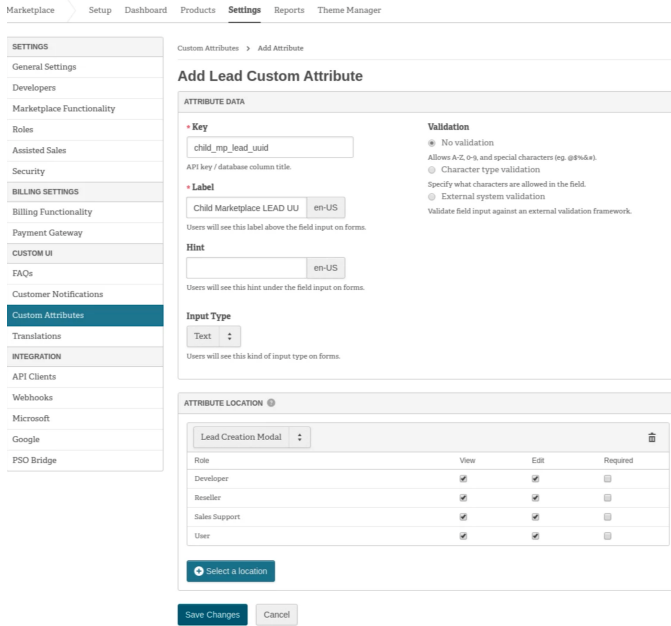 Marketplace Setup Dashboard Products Settings Reports Theme Manager
SETTINGS
General Settings
Developers
Marketplace Functionality
Roles
Assisted Sales
Security
BILLING SETTINGS
Billing Functionality
Payment Gateway
CUSTOM UI
FAQs
Customer Notifications
Custom Attributes
Translations
INTEGRATION
API Clients
Webhooks
Microsoft
Google
PSO Bridge
Custom Attributes > Add Attribute
Add Lead Custom Attribute
ATTRIBUTE DATA
* Key
child_mp_lead_uuid
API key / database column title.
* Label
Child Marketplace LEAD UU en-US
Users will see this label above the field input on forms.
Hint
en-US
Users will see this hint under the field input on forms.
Input Type
Text
Users will see this kind of input type on forms.
Validation
No validation
Allows A-Z, 0-9, and special characters (eg. @$%&#).
Character type validation
Specify what characters are allowed in the field.
External system validation
Validate field input against an external validation framework.
ATTRIBUTE LOCATION ?
Lead Creation Modal
Role View Edit Required
Developer
Reseller
Sales Support
User
Select a location
Save Changes Cancel